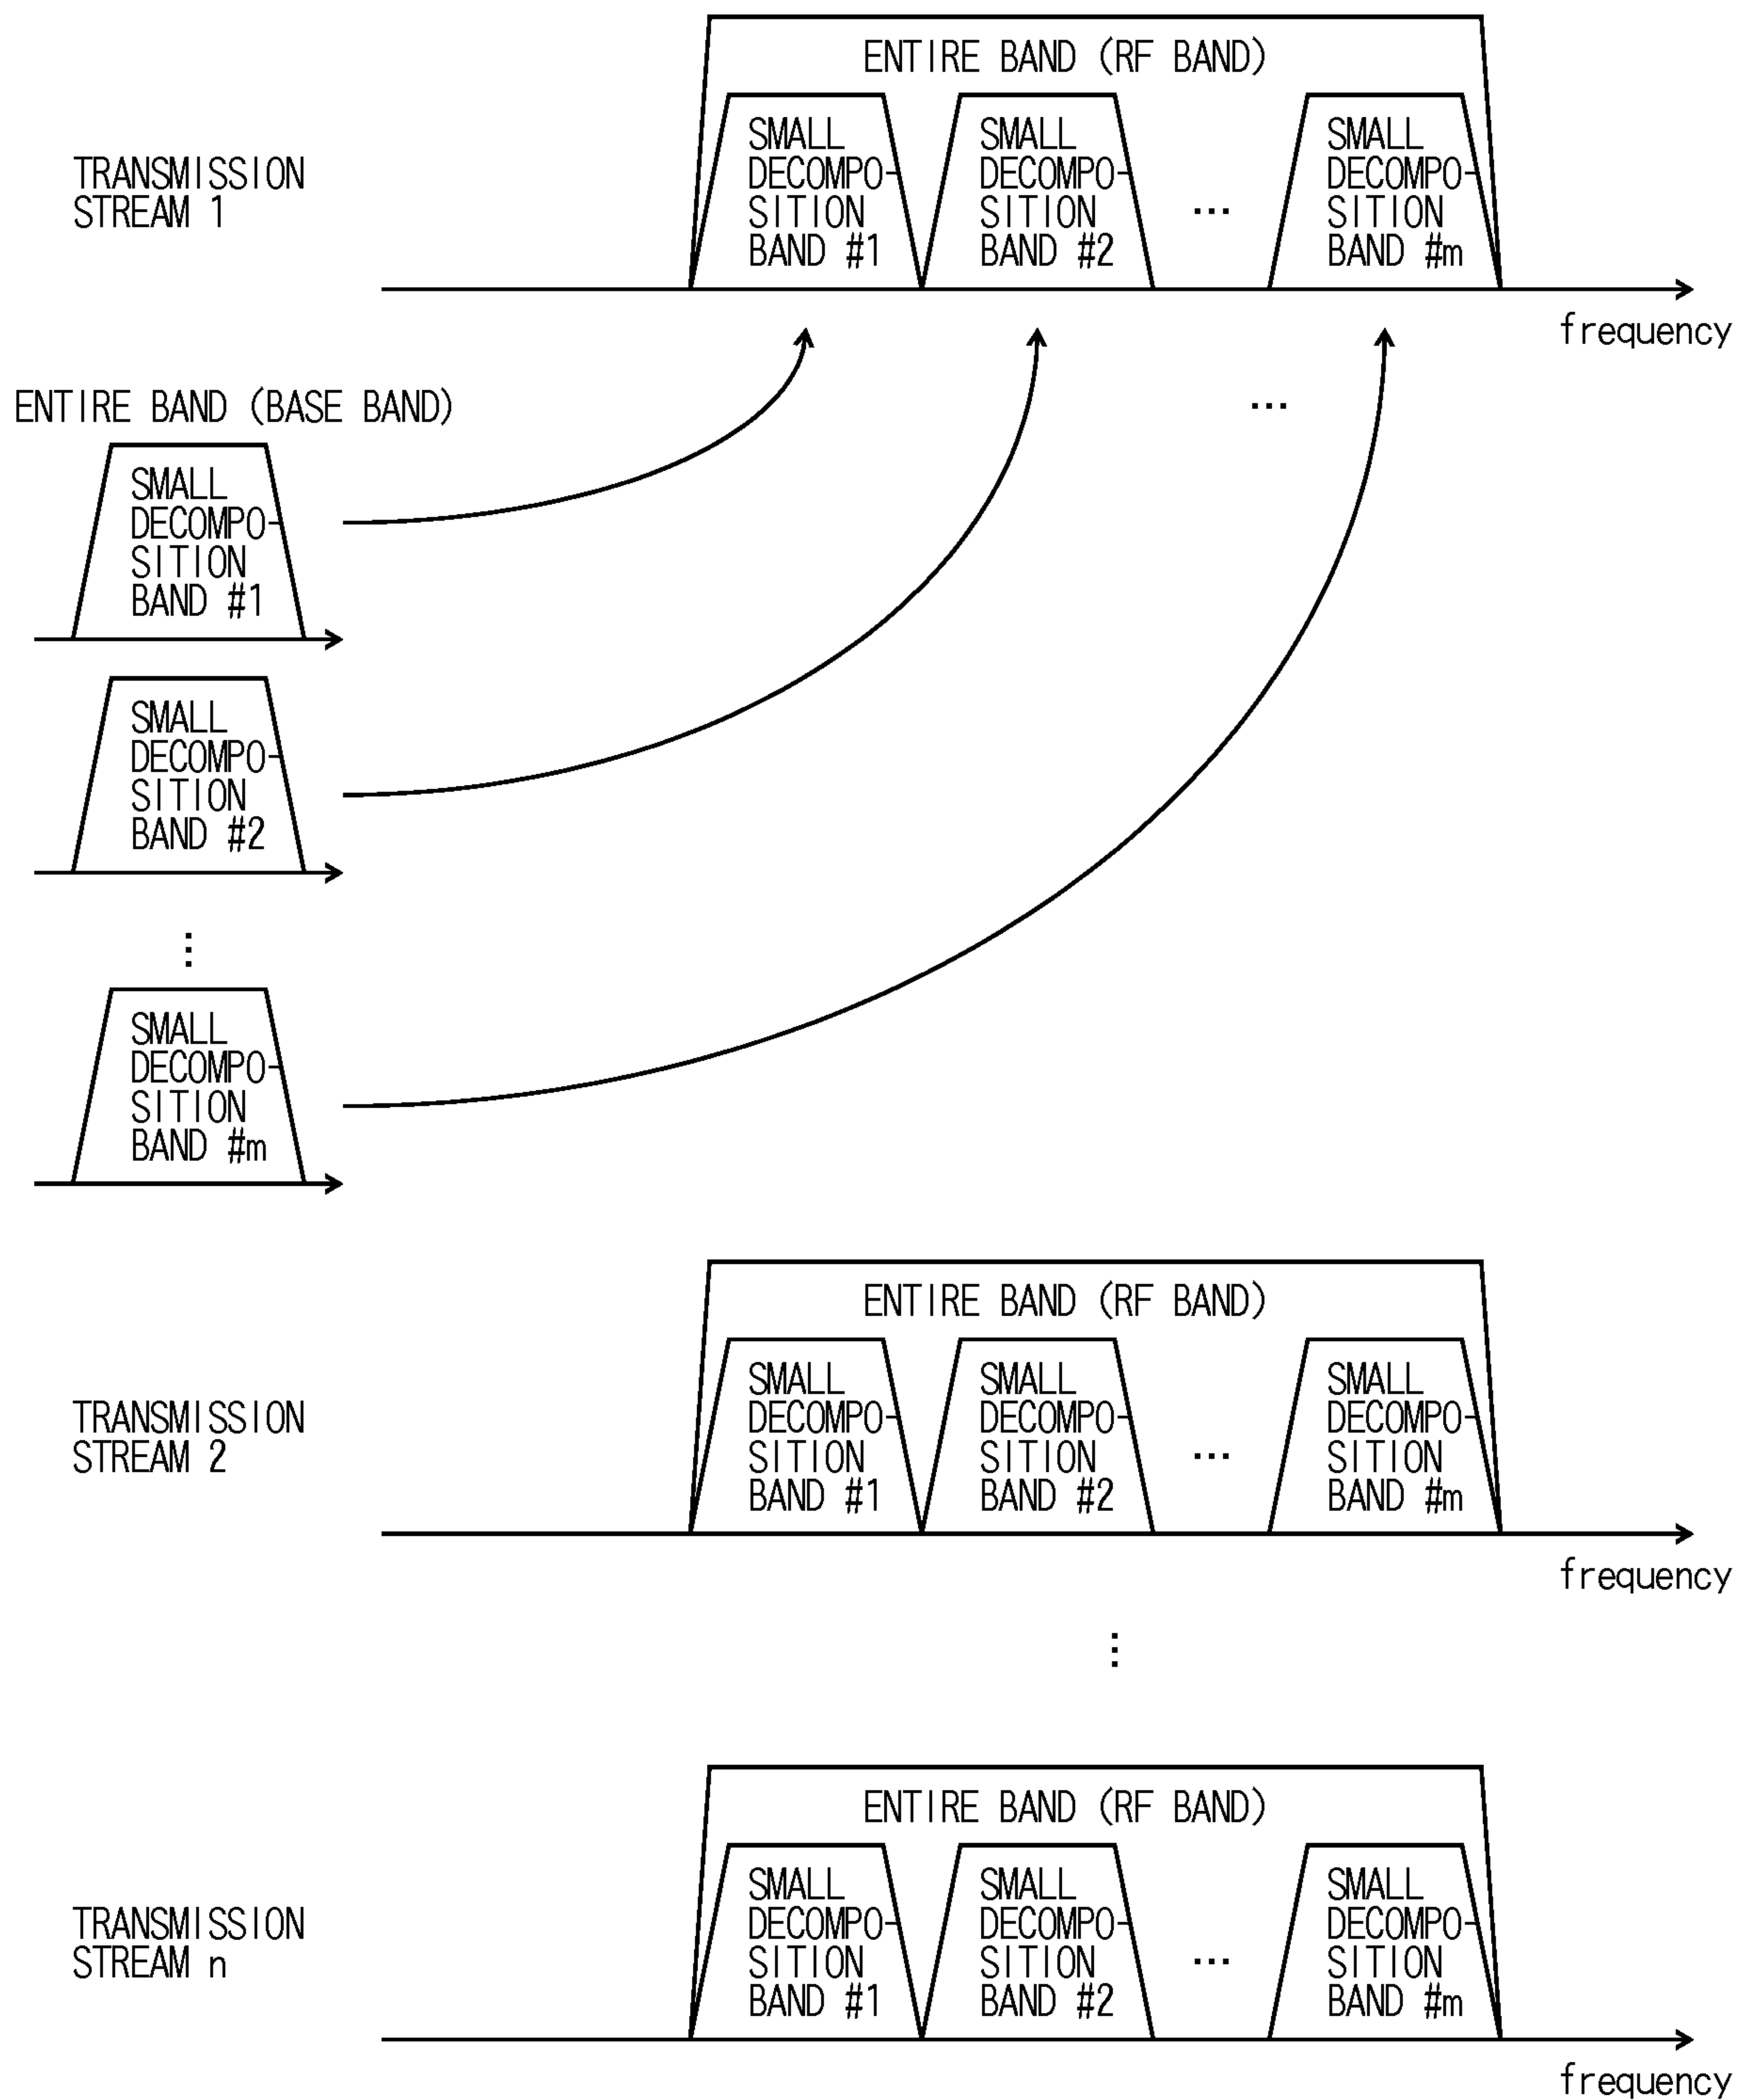 ENTIRE BAND (RF BAND)
TRANSMISSION
STREAM 1
SMALL
DECOMPO-
SITION
BAND #1
SMALL
DECOMPO-
SITION
BAND #2
...
SMALL
DECOMPO-
SITION
BAND #m
frequency
ENTIRE BAND (BASE BAND)
...
SMALL
DECOMPO-
SITION
BAND #1
SMALL
DECOMPO-
SITION
BAND #2
...
SMALL
DECOMPO-
SITION
BAND #m
ENTIRE BAND (RF BAND)
TRANSMISSION
STREAM 2
SMALL
DECOMPO-
SITION
BAND #1
SMALL
DECOMPO-
SITION
BAND #2
...
SMALL
DECOMPO-
SITION
BAND #m
frequency
...
ENTIRE BAND (RF BAND)
TRANSMISSION
STREAM n
SMALL
DECOMPO-
SITION
BAND #1
SMALL
DECOMPO-
SITION
BAND #2
...
SMALL
DECOMPO-
SITION
BAND #m
frequency